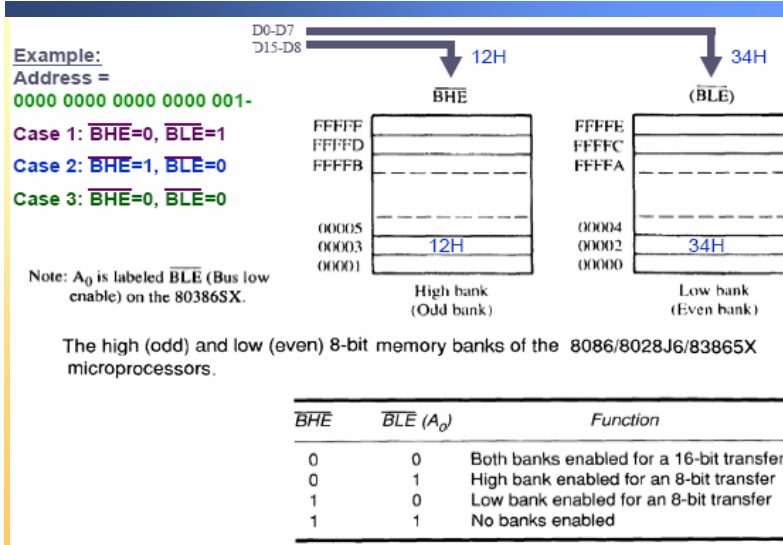 D0-D7
D15-D8
12H
34H
Example:
Address =
0000 0000 0000 0000 001-
Case 1: BHE=0, BLE=1
Case 2: BHE=1, BLE=0
Case 3: BHE=0, BLE=0
BHE
(BLE)
FFFFF
FFFFD
FFFFB
00005
00003
00001
12H
High bank
(Odd bank)
FFFFE
FFFFC
FFFFA
00004
00002
00000
34H
Low bank
(Even bank)
Note: A0 is labeled BLE (Bus low
enable) on the 80386SX.
The high (odd) and low (even) 8-bit memory banks of the 8086/8028J6/83865X
microprocessors.
BHE BLE (A0) Function
0 0 Both banks enabled for a 16-bit transfer
0 1 High bank enabled for an 8-bit transfer
1 0 Low bank enabled for an 8-bit transfer
1 1 No banks enabled